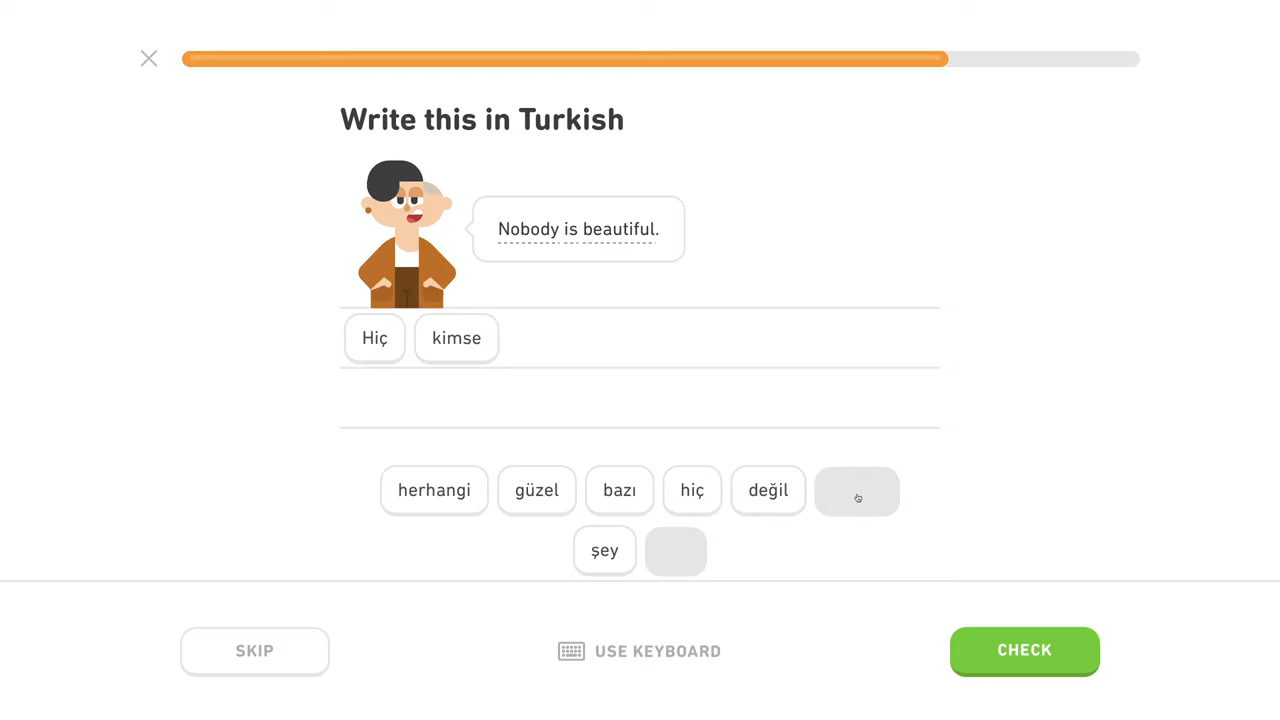 Write this in Turkish
Nobody is beautiful.
Hiç kimse
herhangi güzel bazı hiç değil
şey
SKIP USE KEYBOARD CHECK